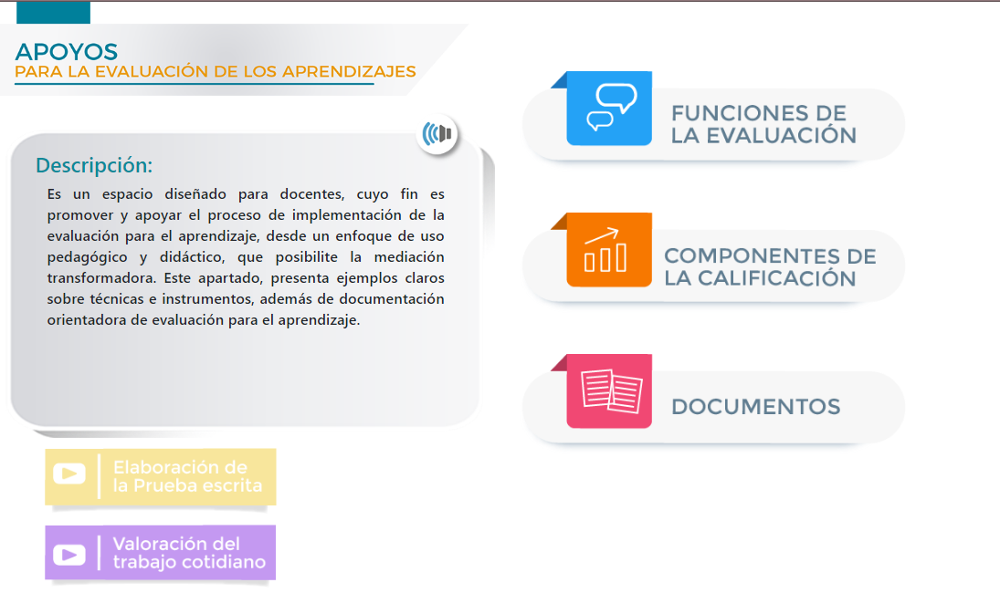 APOYOS
PARA LA EVALUACIÓN DE LOS APRENDIZAJES
Descripción:
Es un espacio diseñado para docentes, cuyo fin es
promover y apoyar el proceso de implementación de la
evaluación para el aprendizaje, desde un enfoque de uso
pedagógico y didáctico, que posibilite la mediación
transformadora. Este apartado, presenta ejemplos claros
sobre técnicas e instrumentos, además de documentación
orientadora de evaluación para el aprendizaje.
Elaboración de
la Prueba escrita
Valoración del
trabajo cotidiano
FUNCIONES DE
LA EVALUACIÓN
COMPONENTES DE
LA CALIFICACIÓN
DOCUMENTOS